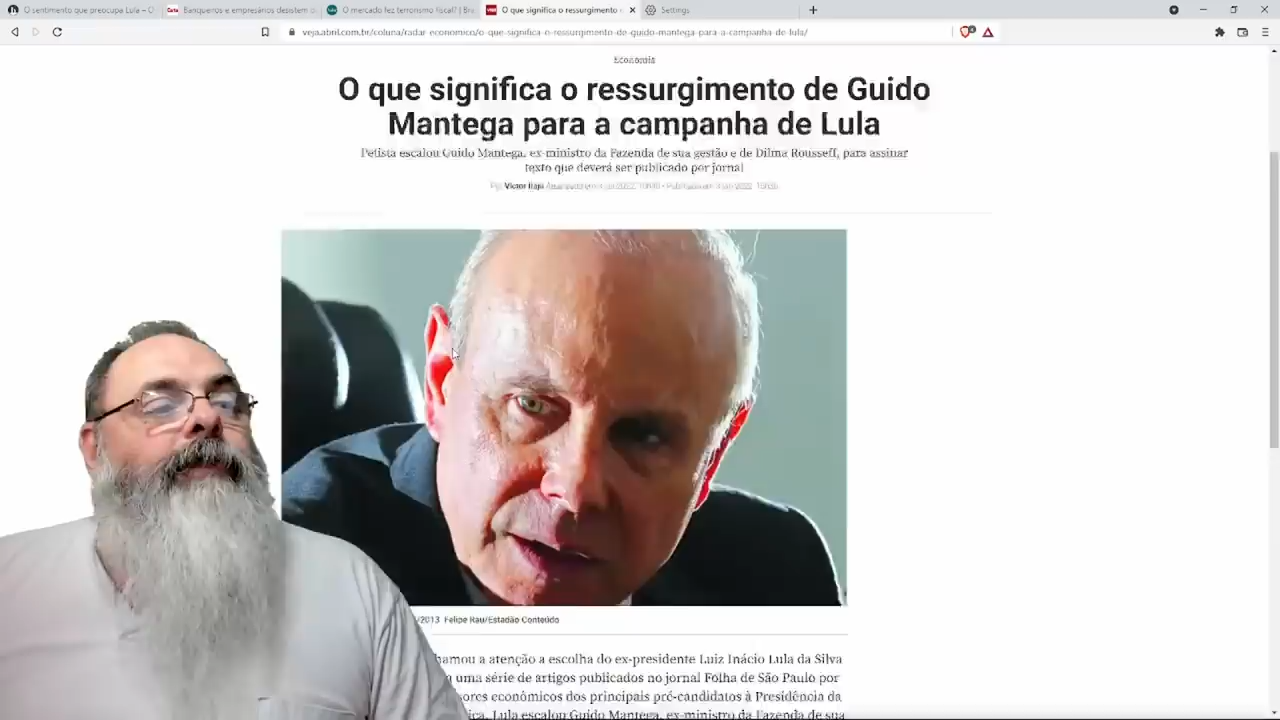 O sentimento que preocupa Lula – O
Banqueiros e empresários desistem o
O mercado fez terrorismo fiscal? | Bra
O que significa o ressurgimento
Settings
veja.abril.com.br/coluna/radar-economico/o-que-significa-o-ressurgimento-de-guido-mantega-para-a-campanha-de-lula/
Economia
O que significa o ressurgimento de Guido
Mantega para a campanha de Lula
Petista escalou Guido Mantega, ex-ministro da Fazenda de sua gestão e de Dilma Rousseff, para assinar
texto que deverá ser publicado por jornal
Por Victor Irajá
/2013 Felipe Rau/Estadão Conteúdo
hamou a atenção a escolha do ex-presidente Luiz Inácio Lula da Silva
uma série de artigos publicados no jornal Folha de São Paulo por
ores econômicos dos principais pré-candidatos à Presidência da
ica. Lula escalou Guido Mantega, ex-ministro da Fazenda de sua